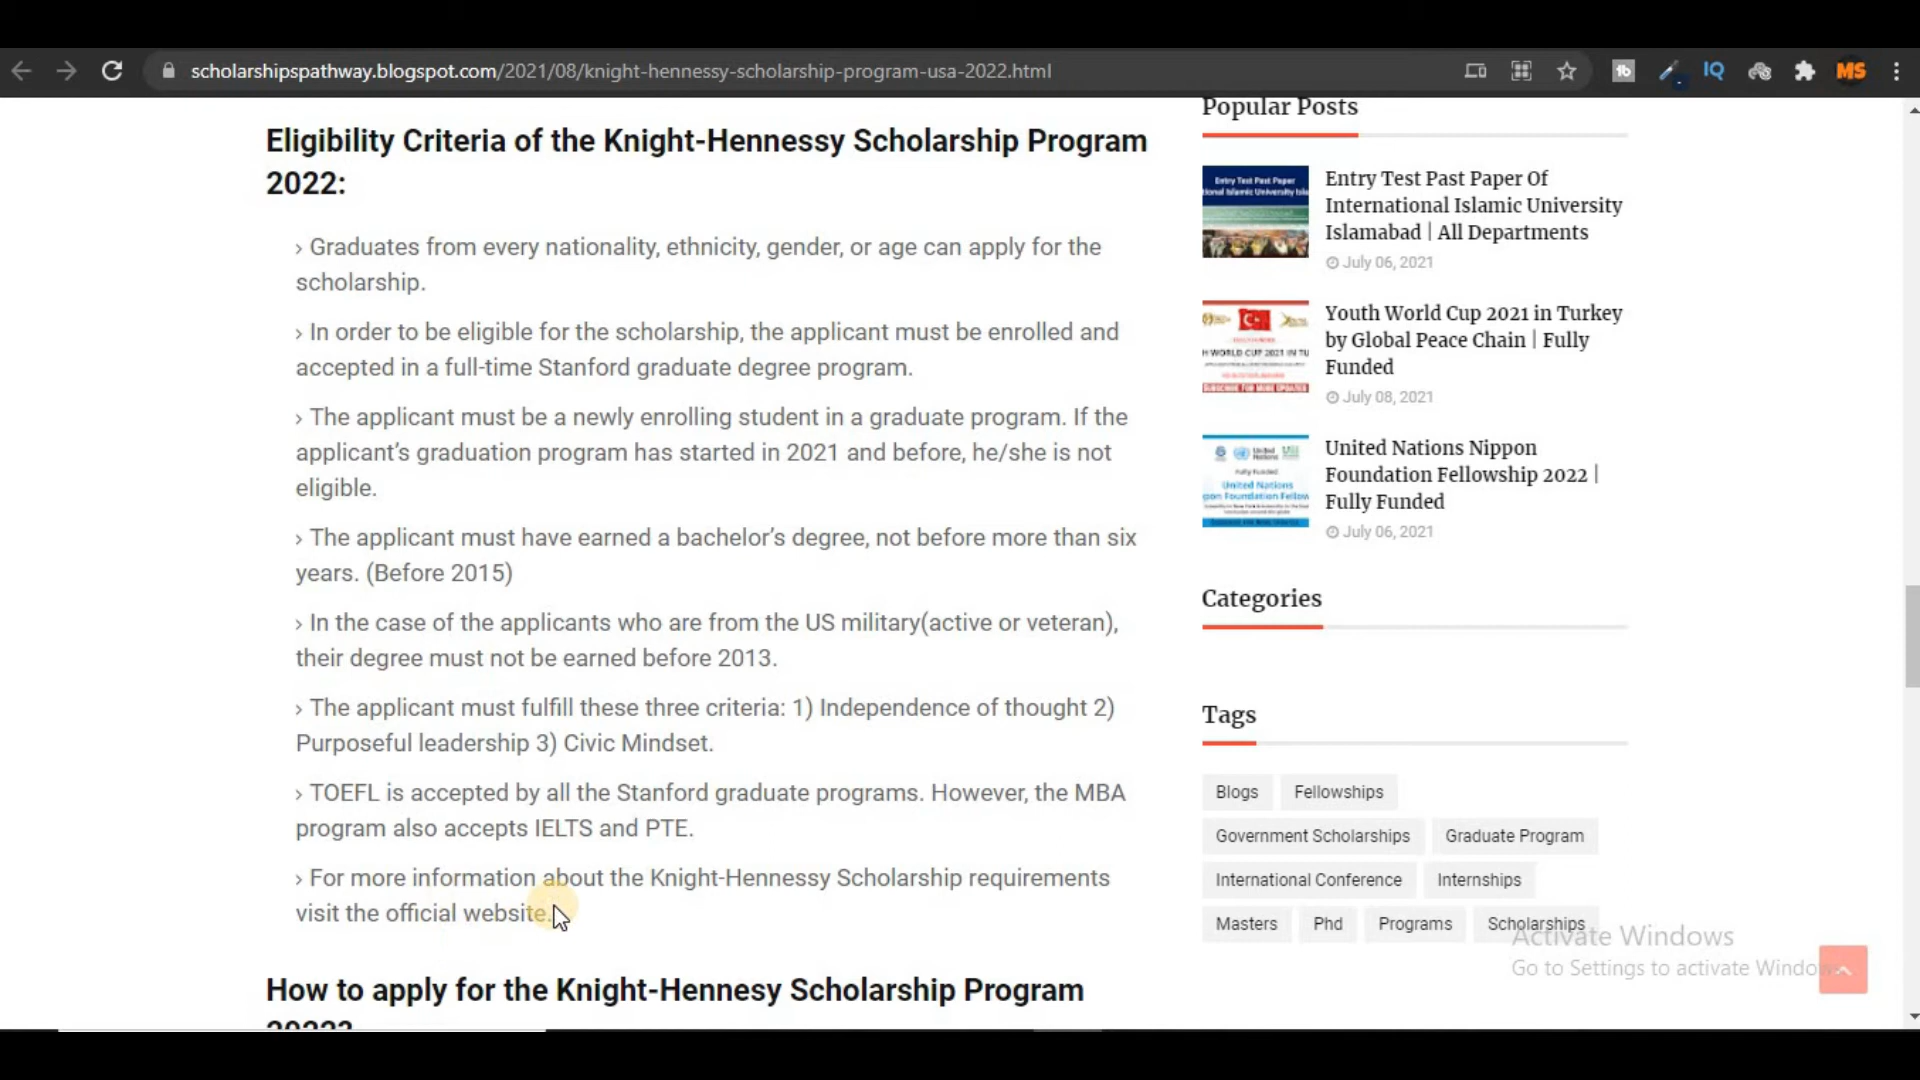 scholarshipspathway.blogspot.com/2021/08/knight-hennessy-scholarship-program-usa-2022.html
IQ
MS
Eligibility Criteria of the Knight-Hennessy Scholarship Program
2022:
› Graduates from every nationality, ethnicity, gender, or age can apply for the
scholarship.
› In order to be eligible for the scholarship, the applicant must be enrolled and
accepted in a full-time Stanford graduate degree program.
› The applicant must be a newly enrolling student in a graduate program. If the
applicant’s graduation program has started in 2021 and before, he/she is not
eligible.
› The applicant must have earned a bachelor’s degree, not before more than six
years. (Before 2015)
› In the case of the applicants who are from the US military(active or veteran),
their degree must not be earned before 2013.
› The applicant must fulfill these three criteria: 1) Independence of thought 2)
Purposeful leadership 3) Civic Mindset.
› TOEFL is accepted by all the Stanford graduate programs. However, the MBA
program also accepts IELTS and PTE.
› For more information about the Knight-Hennessy Scholarship requirements
visit the official website.
How to apply for the Knight-Hennesy Scholarship Program
2022?
Popular Posts
Entry Test Past Paper
Entry Test Past Paper Of
International Islamic University
Islamabad | All Departments
July 06, 2021
Youth World Cup 2021 in Turkey
by Global Peace Chain | Fully
Funded
July 08, 2021
Fully Funded
United Nations
United Nations Nippon
Foundation Fellowship 2022 |
Fully Funded
July 06, 2021
Categories
Tags
Blogs
Fellowships
Government Scholarships
Graduate Program
International Conference
Internships
Masters
Phd
Programs
Scholarships
Activate Windows
Go to Settings to activate Windo